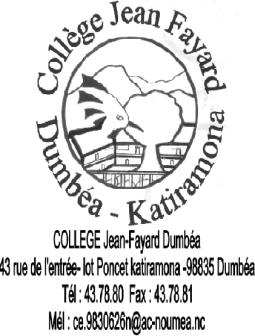 Collège Jean Fayard
Dumbéa - Katiramona
COLLEGE Jean-Fayard Dumbéa
43 rue de l'entrée- lot Poncet katiramona -98835 Dumbéa
Tél : 43.78.80 Fax : 43.78.81
Mél : ce.9830626n@ac-noumea.nc